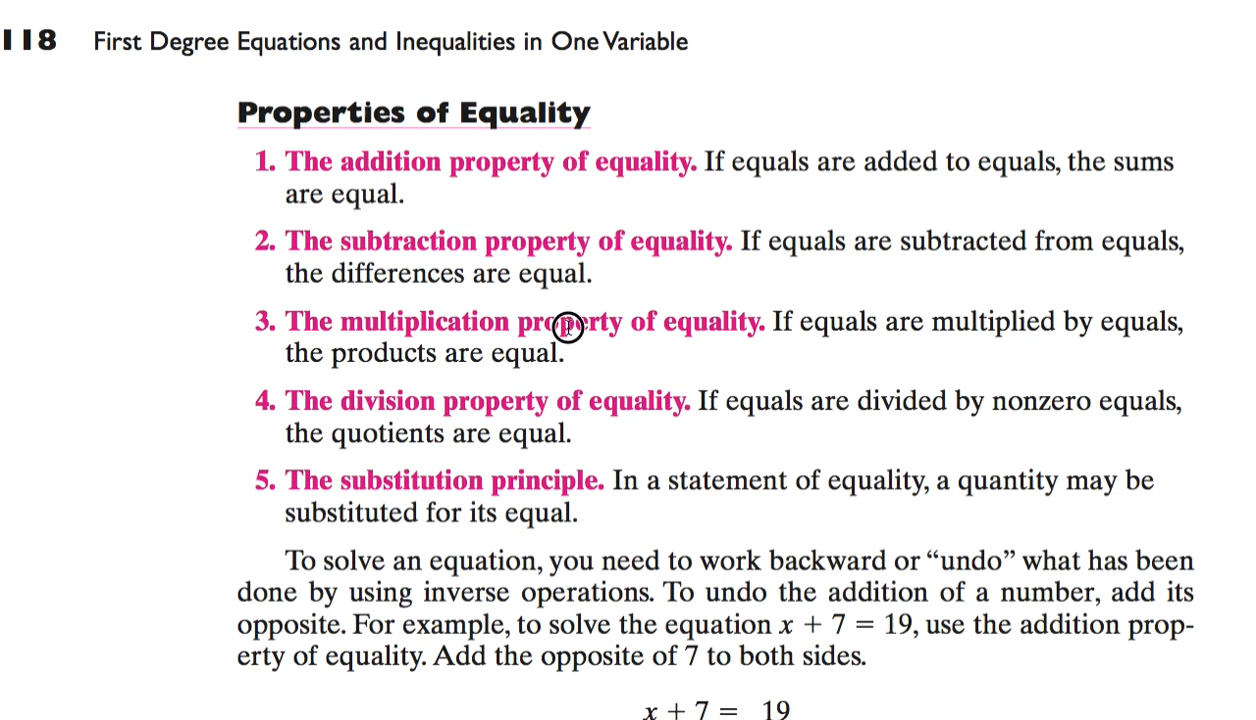 118 First Degree Equations and Inequalities in One Variable
Properties of Equality
1. The addition property of equality. If equals are added to equals, the sums
are equal.
2. The subtraction property of equality. If equals are subtracted from equals,
the differences are equal.
3. The multiplication property of equality. If equals are multiplied by equals,
the products are equal.
4. The division property of equality. If equals are divided by nonzero equals,
the quotients are equal.
5. The substitution principle. In a statement of equality, a quantity may be
substituted for its equal.
To solve an equation, you need to work backward or “undo” what has been
done by using inverse operations. To undo the addition of a number, add its
opposite. For example, to solve the equation x + 7 = 19, use the addition prop-
erty of equality. Add the opposite of 7 to both sides.
x + 7 = 19